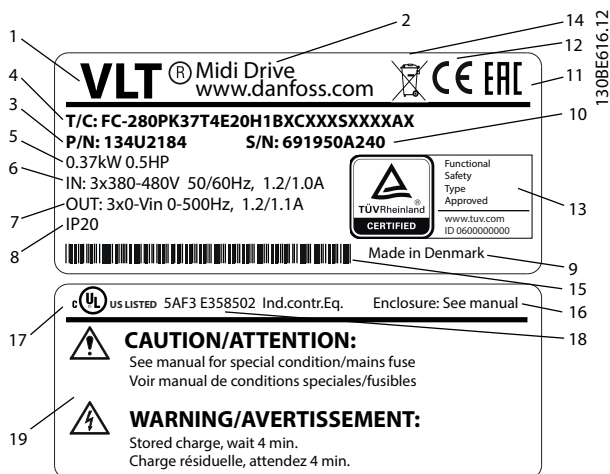 2
14
12
1
VLT ® Midi Drive
www.danfoss.com
CE EAC
11
130BE616.12
4
T/C: FC-280PK37T4E20H1BXCXXXSXXXXAX
3
P/N: 134U2184 S/N: 691950A240
10
5
0.37kW 0.5HP
6
IN: 3x380-480V 50/60Hz, 1.2/1.0A
7
OUT: 3x0-Vin 0-500Hz, 1.2/1.1A
8
IP20
TÜVRheinland®
CERTIFIED
Functional
Safety
Type
Approved
www.tuv.com
ID 0600000000
13
Made in Denmark
9
15
c UL US LISTED 5AF3 E358502 Ind.contr.Eq. Enclosure: See manual
16
17
18
CAUTION/ATTENTION:
See manual for special condition/mains fuse
Voir manual de conditions speciales/fusibles
19
WARNING/AVERTISSEMENT:
Stored charge, wait 4 min.
Charge résiduelle, attendez 4 min.